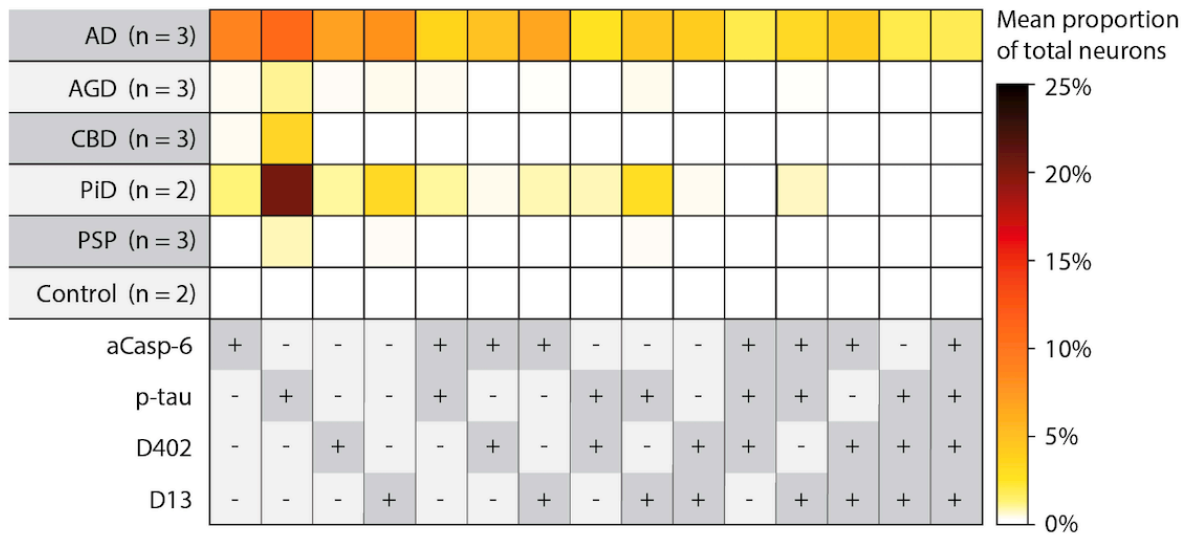 Mean proportion
of total neurons
AD (n = 3)
AGD (n = 3)
CBD (n = 3)
PiD (n = 2)
PSP (n = 3)
Control (n = 2)
25%
20%
15%
10%
5%
0%
aCasp-6 + - - - + + + - - - + + + - +
p-tau - + - - + - - + + - + + - + +
D402 - - + - - + - + - + + - + + +
D13 - - - + - - + - + + - + + + +